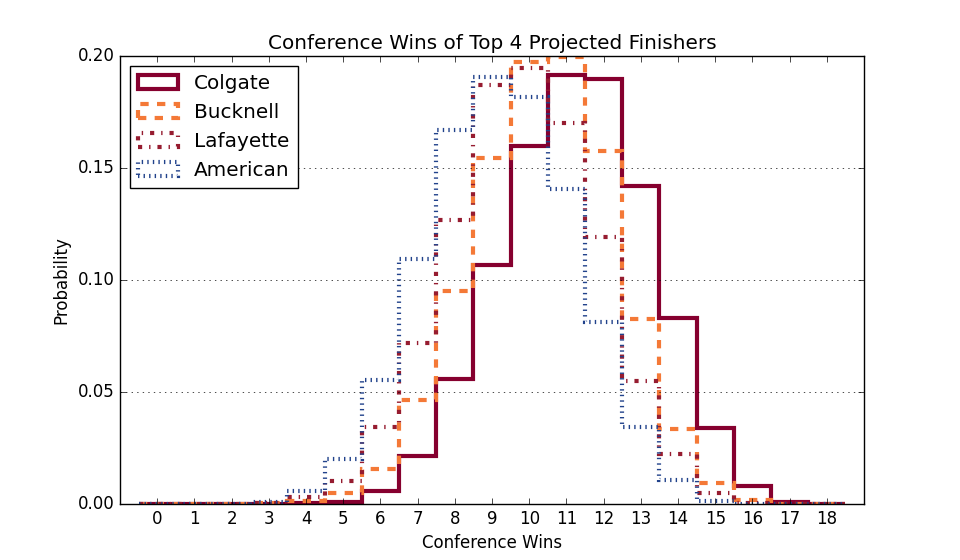 Conference Wins of Top 4 Projected Finishers
Colgate
Bucknell
Lafayette
American
Probability
0.20
0.15
0.10
0.05
0.00
0 1 2 3 4 5 6 7 8 9 10 11 12 13 14 15 16 17 18
Conference Wins